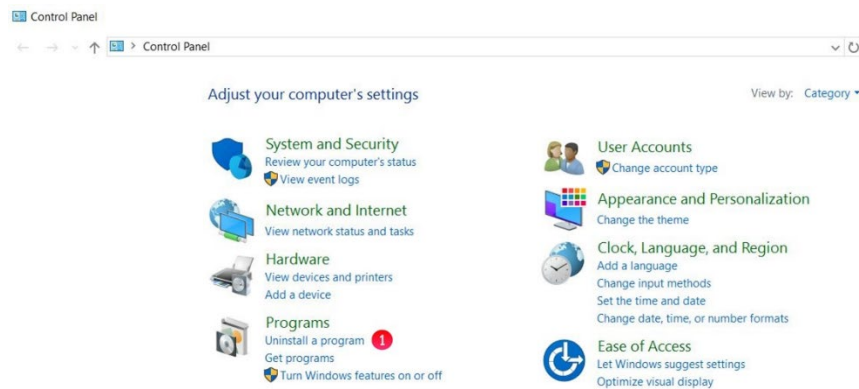 Control Panel
Control Panel
Adjust your computer's settings
View by: Category
System and Security
Review your computer's status
View event logs
Network and Internet
View network status and tasks
Hardware
View devices and printers
Add a device
Programs
Uninstall a program 1
Get programs
Turn Windows features on or off
User Accounts
Change account type
Appearance and Personalization
Change the theme
Clock, Language, and Region
Add a language
Change input methods
Set the time and date
Change date, time, or number formats
Ease of Access
Let Windows suggest settings
Optimize visual display